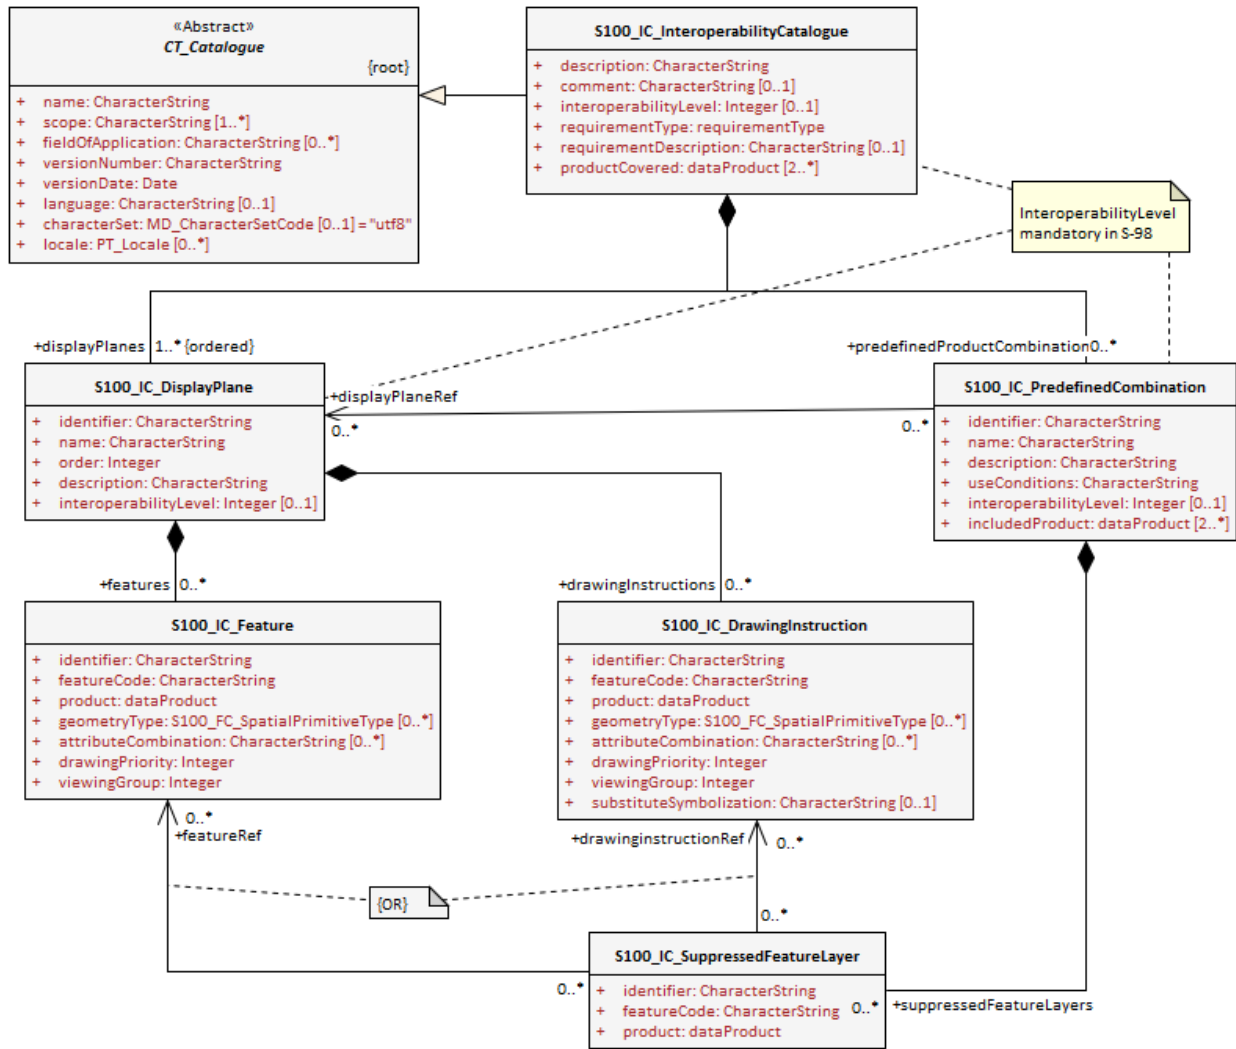 «Abstract»
CT_Catalogue
{root}
+ name: CharacterString
+ scope: CharacterString [1..*]
+ fieldOfApplication: CharacterString [0..*]
+ versionNumber: CharacterString
+ versionDate: Date
+ language: CharacterString [0..1]
+ characterSet: MD_CharacterSetCode [0..1] = "utf8"
+ locale: PT_Locale [0..*]
S100_IC_InteroperabilityCatalogue
+ description: CharacterString
+ comment: CharacterString [0..1]
+ interoperabilityLevel: Integer [0..1]
+ requirementType: requirementType
+ requirementDescription: CharacterString [0..1]
+ productCovered: dataProduct [2..*]
InteroperabilityLevel
mandatory in S-98
+displayPlanes 1..* {ordered}
+predefinedProductCombination 0..*
S100_IC_DisplayPlane
+ identifier: CharacterString
+ name: CharacterString
+ order: Integer
+ description: CharacterString
+ interoperabilityLevel: Integer [0..1]
+displayPlaneRef
0..*
0..*
S100_IC_PredefinedCombination
+ identifier: CharacterString
+ name: CharacterString
+ description: CharacterString
+ useConditions: CharacterString
+ interoperabilityLevel: Integer [0..1]
+ includedProduct: dataProduct [2..*]
+features 0..*
+drawingInstructions 0..*
S100_IC_Feature
+ identifier: CharacterString
+ featureCode: CharacterString
+ product: dataProduct
+ geometryType: S100_FC_SpatialPrimitiveType [0..*]
+ attributeCombination: CharacterString [0..*]
+ drawingPriority: Integer
+ viewingGroup: Integer
S100_IC_DrawingInstruction
+ identifier: CharacterString
+ featureCode: CharacterString
+ product: dataProduct
+ geometryType: S100_FC_SpatialPrimitiveType [0..*]
+ attributeCombination: CharacterString [0..*]
+ drawingPriority: Integer
+ viewingGroup: Integer
+ substituteSymbolization: CharacterString [0..1]
0..*
+featureRef
+drawinginstructionRef
0..*
{OR}
0..*
0..*
S100_IC_SuppressedFeatureLayer
+ identifier: CharacterString
+ featureCode: CharacterString
+ product: dataProduct
0..*
+suppressedFeatureLayers